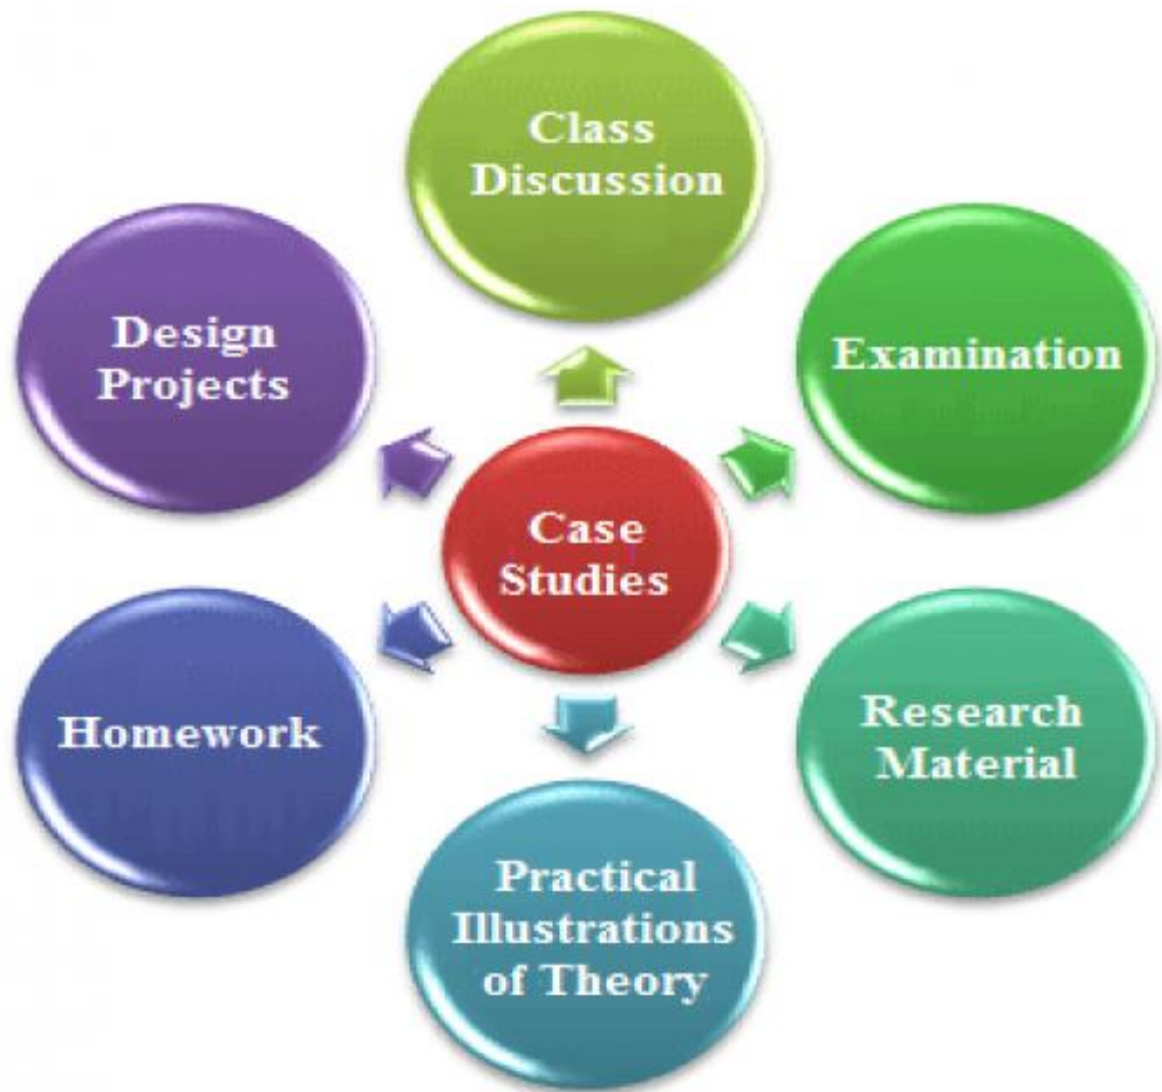 Class
Discussion
Design
Projects
Examination
Case
Studies
Homework
Research
Material
Practical
Illustrations
of Theory